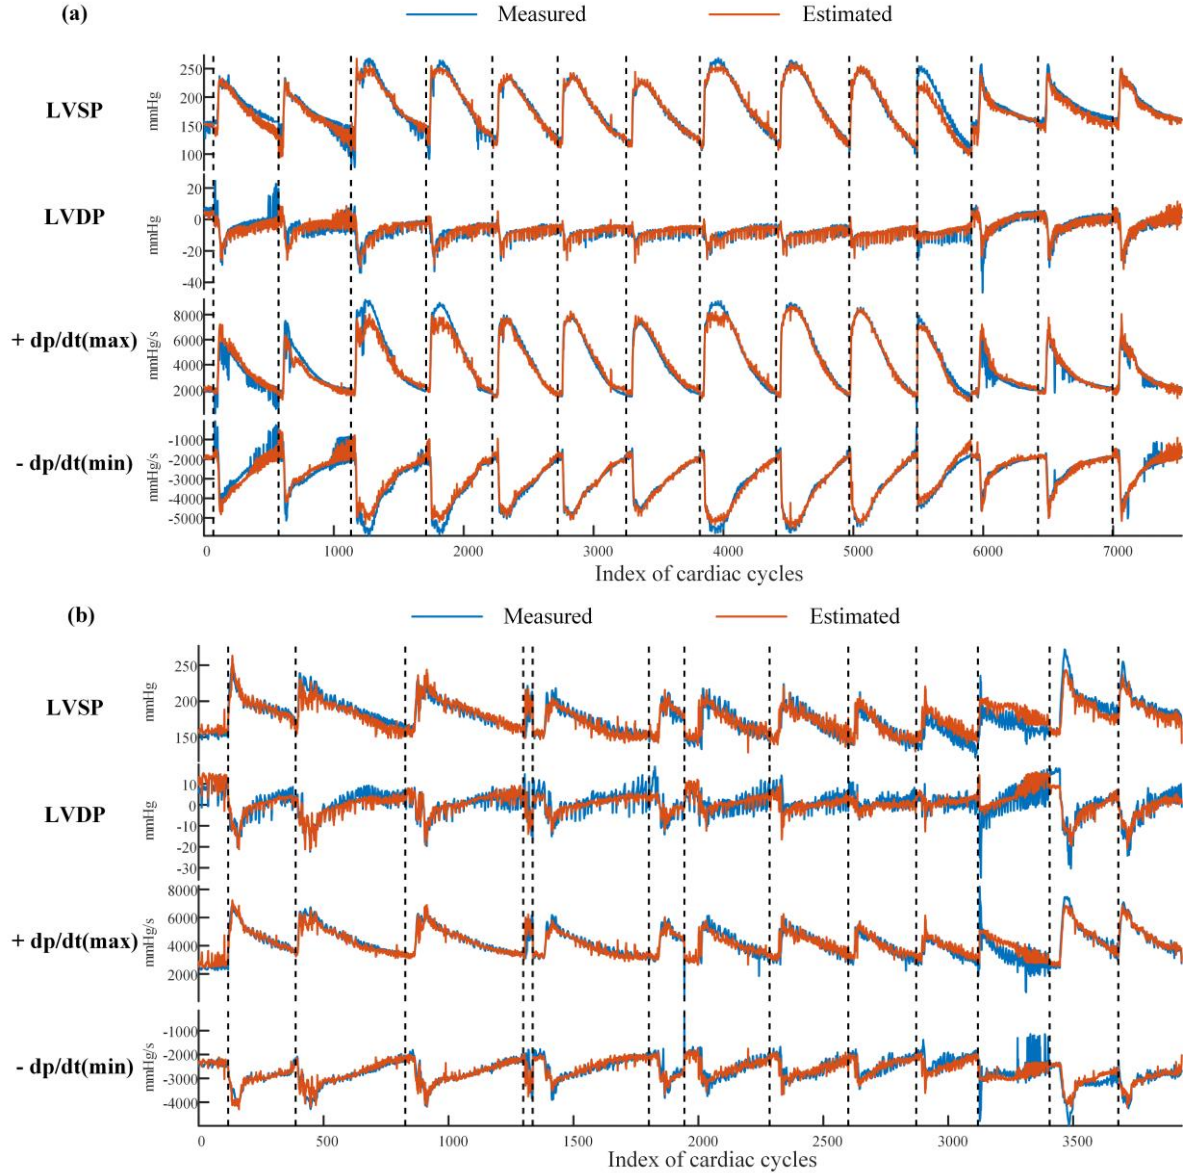 (a)
Measured
Estimated
LVSP
mmHg
250
200
150
100
LVDP
mmHg
20
0
-20
-40
+ dp/dt(max)
mmHg/s
8000
6000
4000
2000
- dp/dt(min)
mmHg/s
-1000
-2000
-3000
-4000
-5000
0 1000 2000 3000 4000 5000 6000 7000
Index of cardiac cycles
(b)
Measured
Estimated
LVSP
mmHg
250
200
150
LVDP
mmHg
10
0
-10
-20
-30
+ dp/dt(max)
mmHg/s
8000
6000
4000
2000
- dp/dt(min)
mmHg/s
-1000
-2000
-3000
-4000
0 500 1000 1500 2000 2500 3000 3500
Index of cardiac cycles